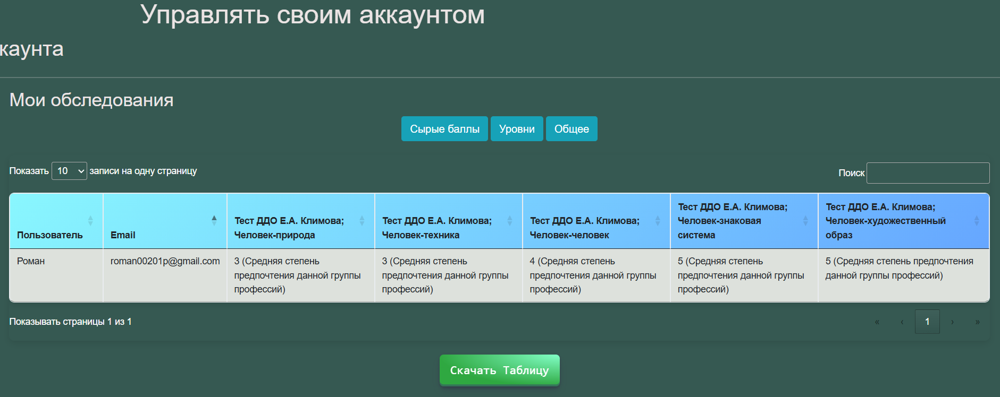 Управлять своим аккаунтом
каунта
Мои обследования
Сырые баллы Уровни Общее
Показать 10 записи на одну страницу Поиск
Пользователь
Email
Тест ДДО Е.А. Климова;
Человек-природа
Тест ДДО Е.А. Климова;
Человек-техника
Тест ДДО Е.А. Климова;
Человек-человек
Тест ДДО Е.А. Климова;
Человек-знаковая
система
Тест ДДО Е.А. Климова;
Человек-художественный
образ
Роман
roman00201p@gmail.com
3 (Средняя степень
предпочтения данной группы
профессий)
3 (Средняя степень
предпочтения данной группы
профессий)
4 (Средняя степень
предпочтения данной группы
профессий)
5 (Средняя степень
предпочтения данной группы
профессий)
5 (Средняя степень предпочтения
данной группы профессий)
Показывать страницы 1 из 1 « ‹ 1 › »
Скачать Таблицу